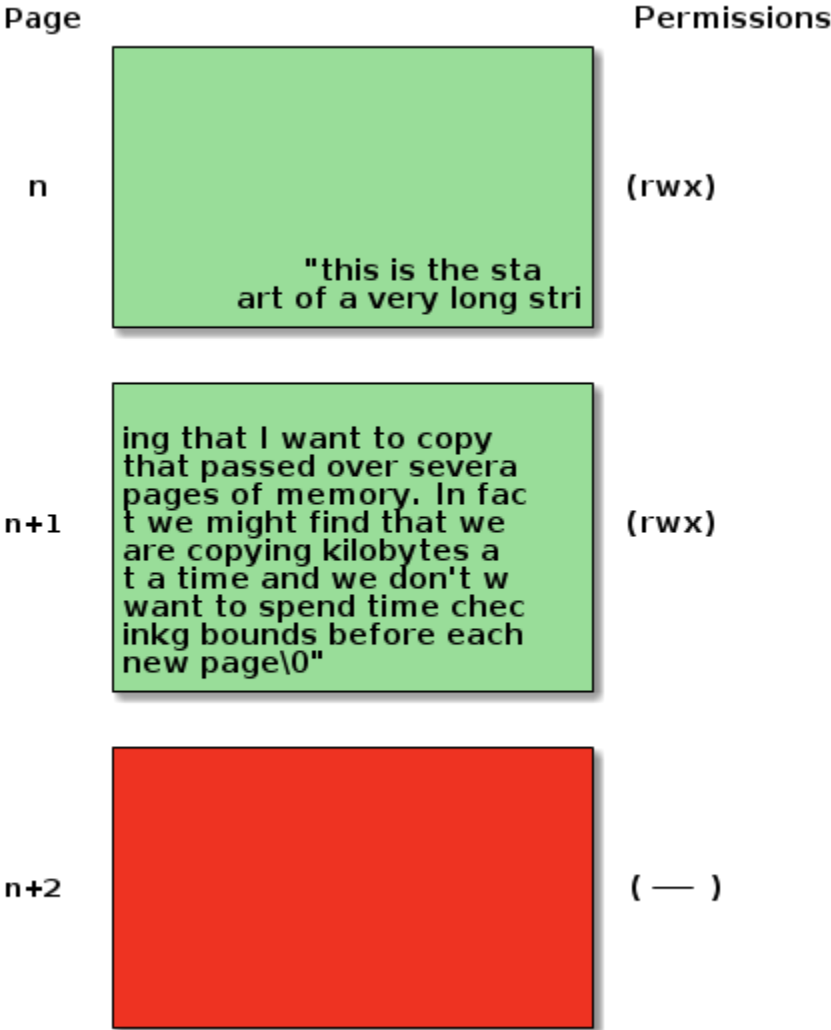 Page Permissions
n (rwx)
"this is the sta
art of a very long stri
ing that I want to copy
that passed over severa
pages of memory. In fac
n+1 t we might find that we (rwx)
are copying kilobytes a
t a time and we don't w
want to spend time chec
inkg bounds before each
new page\0"
n+2 ( — )